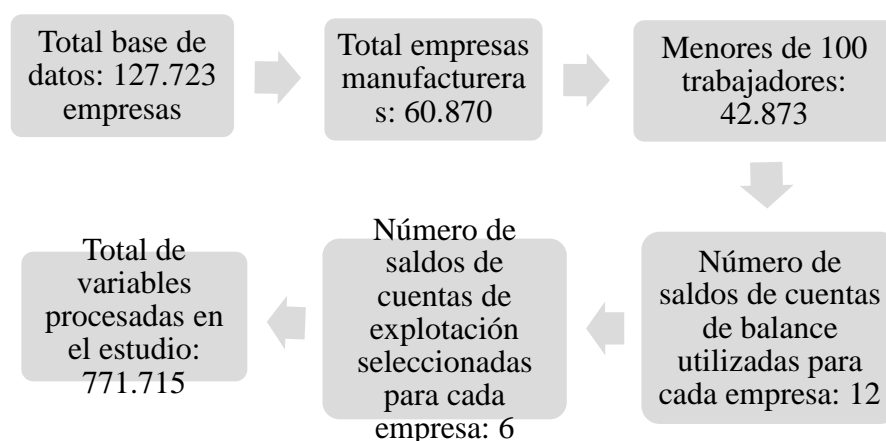 Total base de
datos: 127.723
empresas
Total empresas
manufacturera
s: 60.870
Menores de 100
trabajadores:
42.873
Número de
saldos de cuentas
de balance
utilizadas para
cada empresa: 12
Número de
saldos de
cuentas de
explotación
seleccionadas
para cada
empresa: 6
Total de
variables
procesadas en
el estudio:
771.715